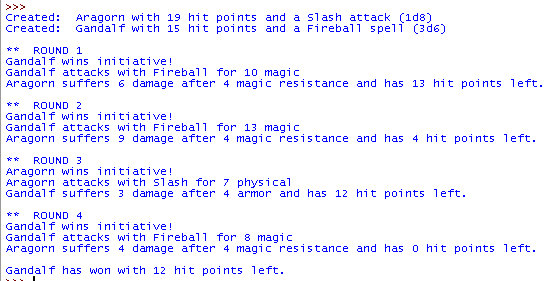 >>>
Created:  Aragorn with 19 hit points and a Slash attack (1d8)
Created:  Gandalf with 15 hit points and a Fireball spell (3d6)

**  ROUND 1
Gandalf wins initiative!
Gandalf attacks with Fireball for 10 magic
Aragorn suffers 6 damage after 4 magic resistance and has 13 hit points left.

**  ROUND 2
Gandalf wins initiative!
Gandalf attacks with Fireball for 13 magic
Aragorn suffers 9 damage after 4 magic resistance and has 4 hit points left.

**  ROUND 3
Aragorn wins initiative!
Aragorn attacks with Slash for 7 physical
Gandalf suffers 3 damage after 4 armor and has 12 hit points left.

**  ROUND 4
Gandalf wins initiative!
Gandalf attacks with Fireball for 8 magic
Aragorn suffers 4 damage after 4 magic resistance and has 0 hit points left.

Gandalf has won with 12 hit points left.
>>>